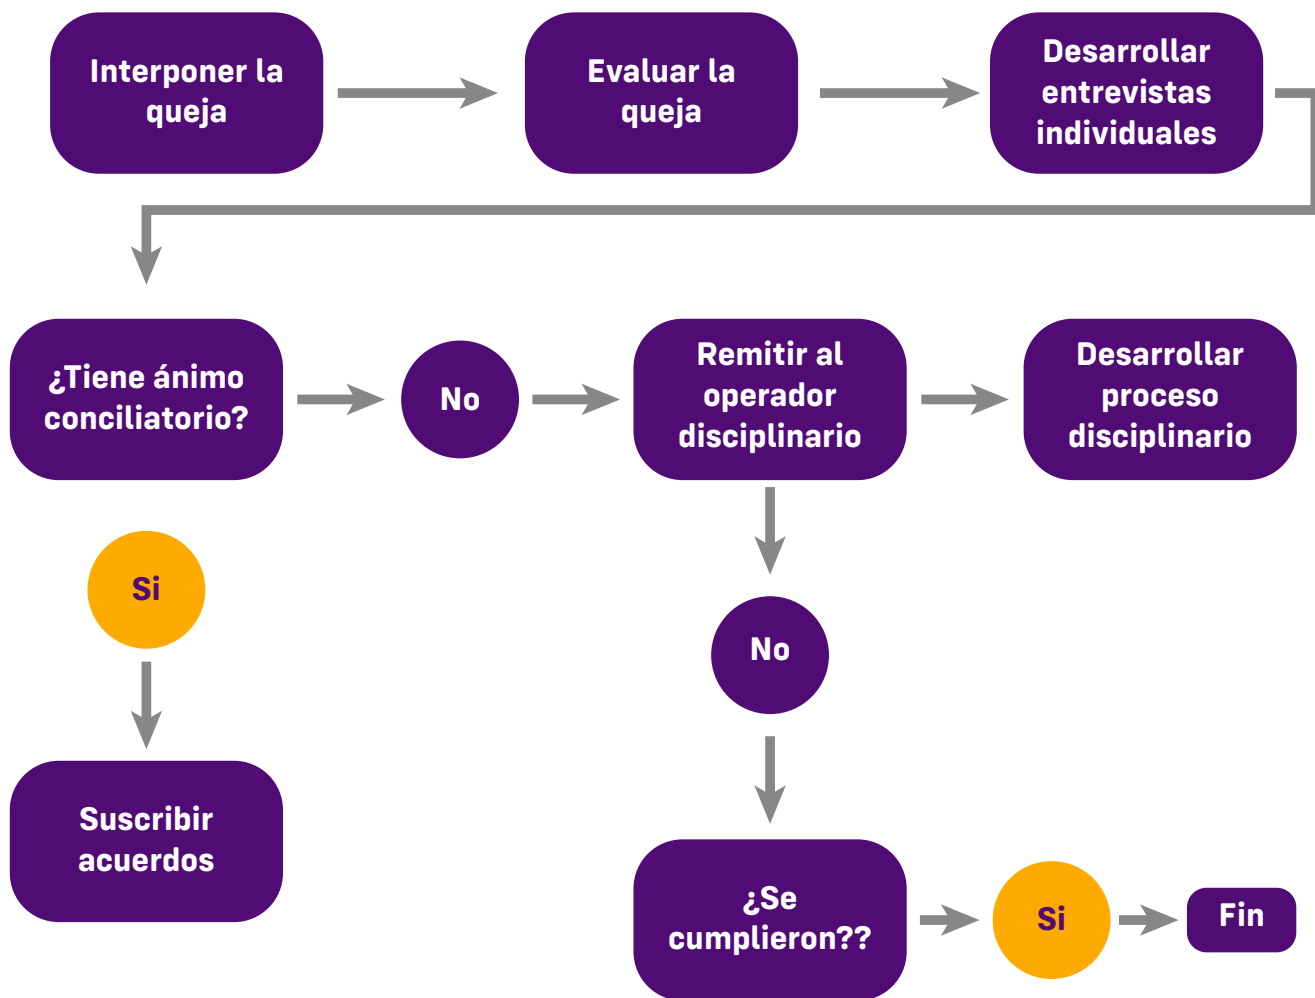 Interponer la
queja
Evaluar la
queja
Desarrollar
entrevistas
individuales
¿Tiene ánimo
conciliatorio?
No
Remitir al
operador
disciplinario
Desarrollar
proceso
disciplinario
Si
No
Suscribir
acuerdos
¿Se
cumplieron??
Si
Fin